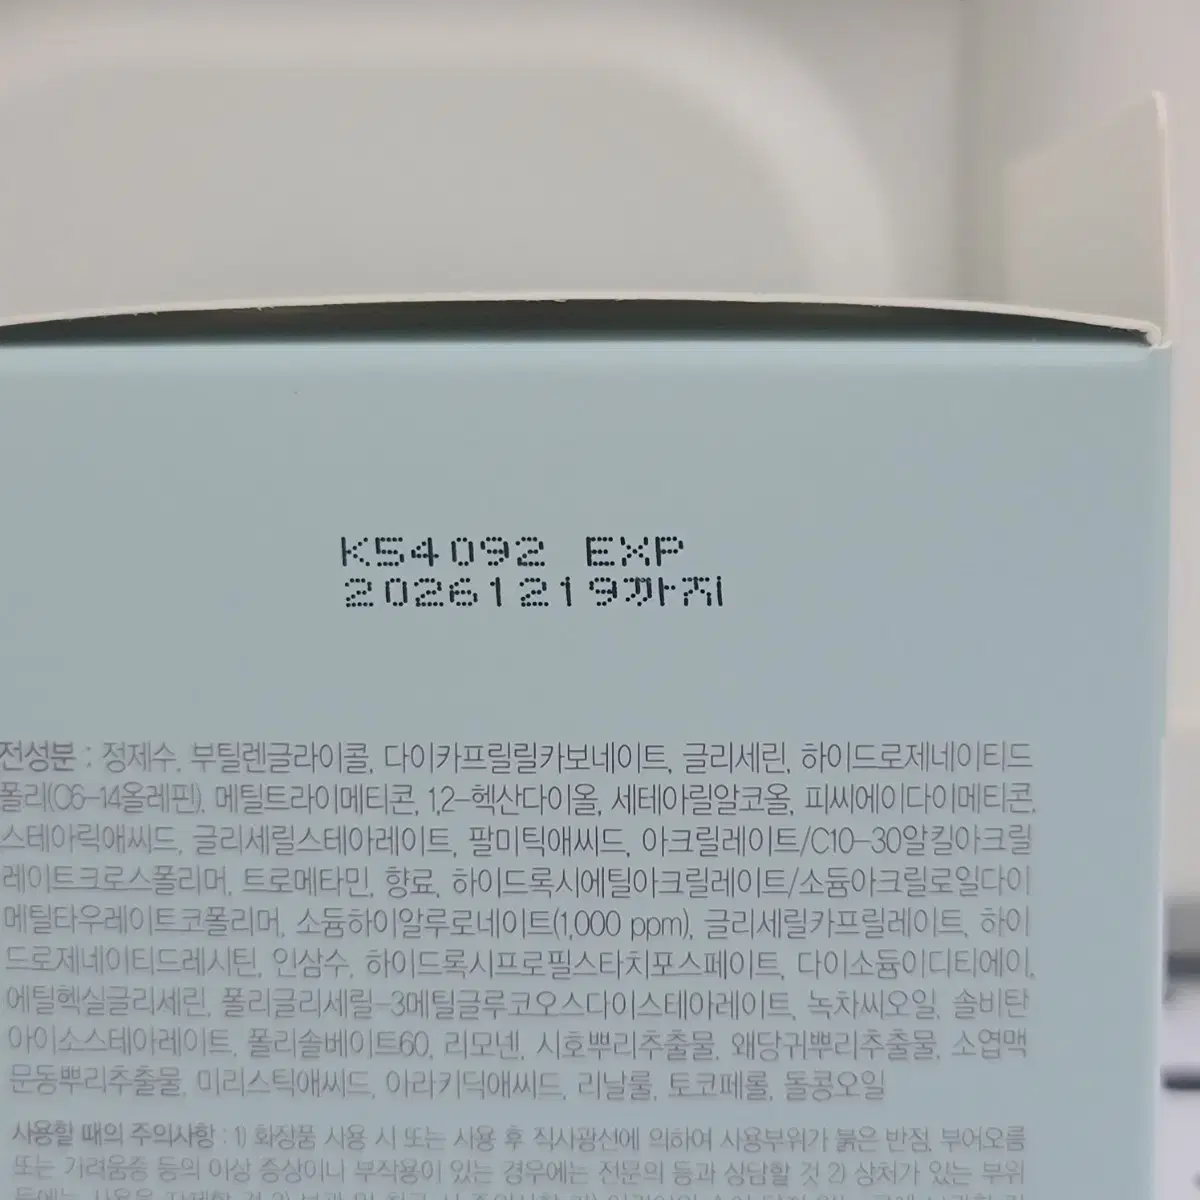 K54092 EXP
20261219까지
전성분 : 정제수, 부틸렌글라이콜, 다이카프릴릴카보네이트, 글리세린, 하이드로제네이티드
폴리(C6-14올레핀), 메틸트라이메티콘, 1,2-헥산다이올, 세테아릴알코올, 피씨에이다이메티콘,
스테아릭애씨드, 글리세릴스테아레이트, 팔미틱애씨드, 아크릴레이트/C10-30알킬아크릴
레이트크로스폴리머, 트로메타민, 향료, 하이드록시에틸아크릴레이트/소듐아크릴로일다이
메틸타우레이트코폴리머, 소듐하이알루로네이트(1,000 ppm), 글리세릴카프릴레이트, 하이
드로제네이티드레시틴, 인삼수, 하이드록시프로필스타치포스페이트, 다이소듐이디티에이,
에틸헥실글리세린, 폴리글리세릴-3메틸글루코오스다이스테아레이트, 녹차씨오일, 솔비탄
아이소스테아레이트, 폴리솔베이트60, 리모넨, 시호뿌리추출물, 왜당귀뿌리추출물, 소엽맥
문동뿌리추출물, 미리스틱애씨드, 아라키딕애씨드, 리날룰, 토코페롤, 돌콩오일
사용할 때의 주의사항 : 1) 화장품 사용 시 또는 사용 후 직사광선에 의하여 사용부위가 붉은 반점, 부어오름
또는 가려움증 등의 이상 증상이나 부작용이 있는 경우에는 전문의 등과 상담할 것 2) 상처가 있는 부위